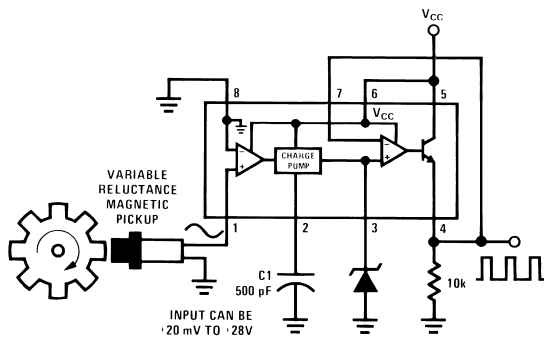 VCC
8
7
6
5
VCC
−
+
CHARGE
PUMP
−
+
VARIABLE
RELUCTANCE
MAGNETIC
PICKUP
1
2
3
4
C1
500 pF
10k
INPUT CAN BE
20 mV TO 28V